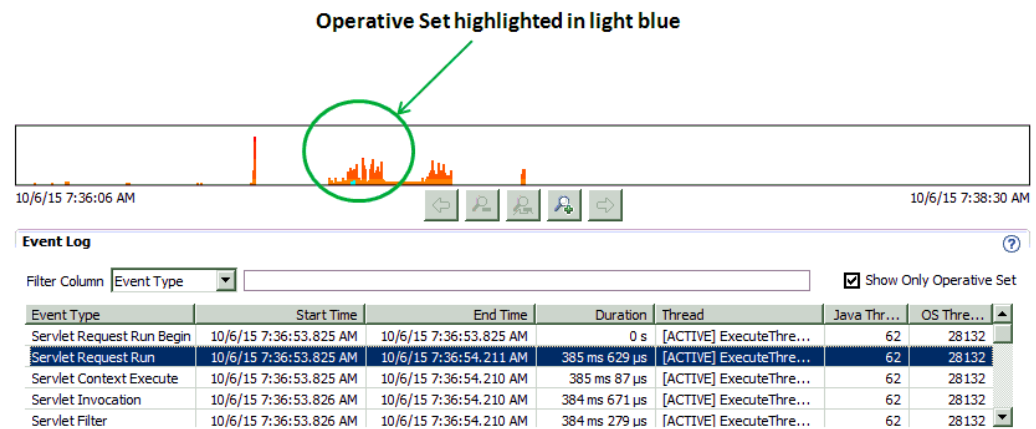 Operative Set highlighted in light blue
10/6/15 7:36:06 AM 10/6/15 7:38:30 AM
Event Log ?
Filter Column Event Type Show Only Operative Set
Event Type Start Time End Time Duration Thread Java Thr... OS Thre...
Servlet Request Run Begin 10/6/15 7:36:53.825 AM 10/6/15 7:36:53.825 AM 0 s [ACTIVE] ExecuteThre... 62 28132
Servlet Request Run 10/6/15 7:36:53.825 AM 10/6/15 7:36:54.211 AM 385 ms 629 µs [ACTIVE] ExecuteThre... 62 28132
Servlet Context Execute 10/6/15 7:36:53.825 AM 10/6/15 7:36:54.210 AM 385 ms 87 µs [ACTIVE] ExecuteThre... 62 28132
Servlet Invocation 10/6/15 7:36:53.826 AM 10/6/15 7:36:54.210 AM 384 ms 671 µs [ACTIVE] ExecuteThre... 62 28132
Servlet Filter 10/6/15 7:36:53.826 AM 10/6/15 7:36:54.210 AM 384 ms 279 µs [ACTIVE] ExecuteThre... 62 28132